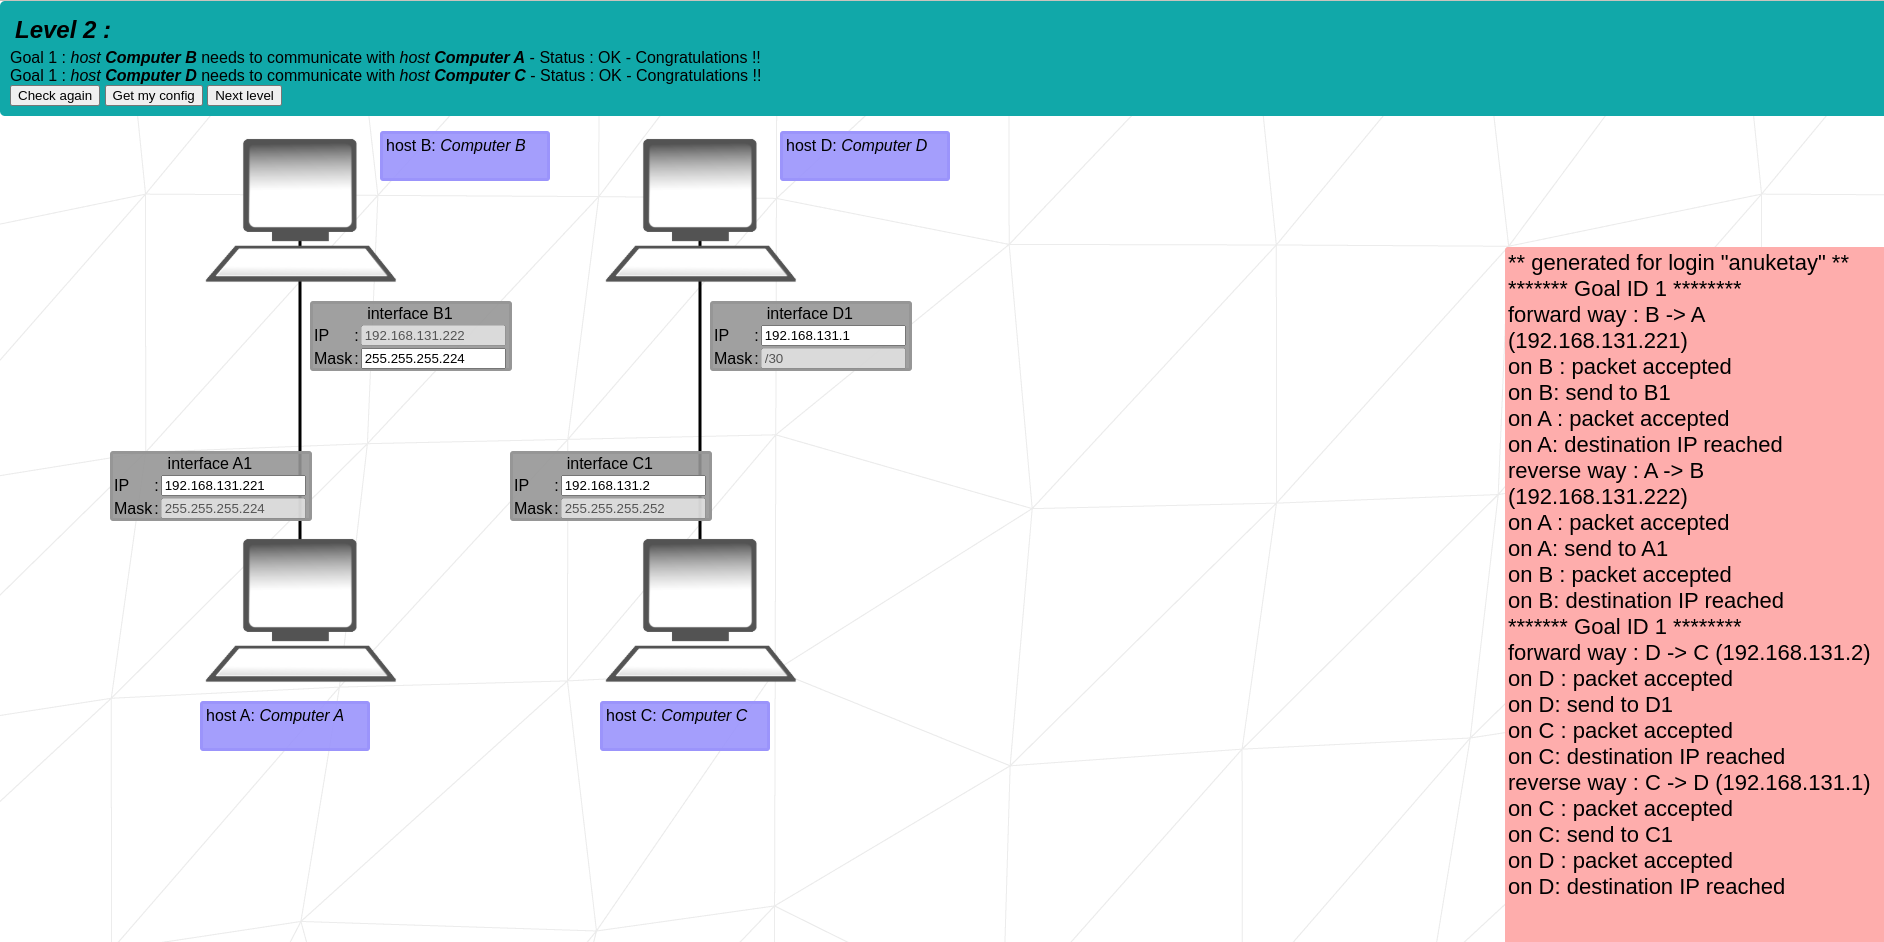 Level 2 :
Goal 1 : host Computer B needs to communicate with host Computer A - Status : OK - Congratulations !!
Goal 1 : host Computer D needs to communicate with host Computer C - Status : OK - Congratulations !!
Check again Get my config Next level
host B: Computer B
host D: Computer D
interface B1
IP : 192.168.131.222
Mask : 255.255.255.224
interface D1
IP : 192.168.131.1
Mask : /30
interface A1
IP : 192.168.131.221
Mask : 255.255.255.224
interface C1
IP : 192.168.131.2
Mask : 255.255.255.252
host A: Computer A
host C: Computer C
** generated for login "anuketay" **
******* Goal ID 1 ********
forward way : B -> A
(192.168.131.221)
on B : packet accepted
on B: send to B1
on A : packet accepted
on A: destination IP reached
reverse way : A -> B
(192.168.131.222)
on A : packet accepted
on A: send to A1
on B : packet accepted
on B: destination IP reached
******* Goal ID 1 ********
forward way : D -> C (192.168.131.2)
on D : packet accepted
on D: send to D1
on C : packet accepted
on C: destination IP reached
reverse way : C -> D (192.168.131.1)
on C : packet accepted
on C: send to C1
on D : packet accepted
on D: destination IP reached